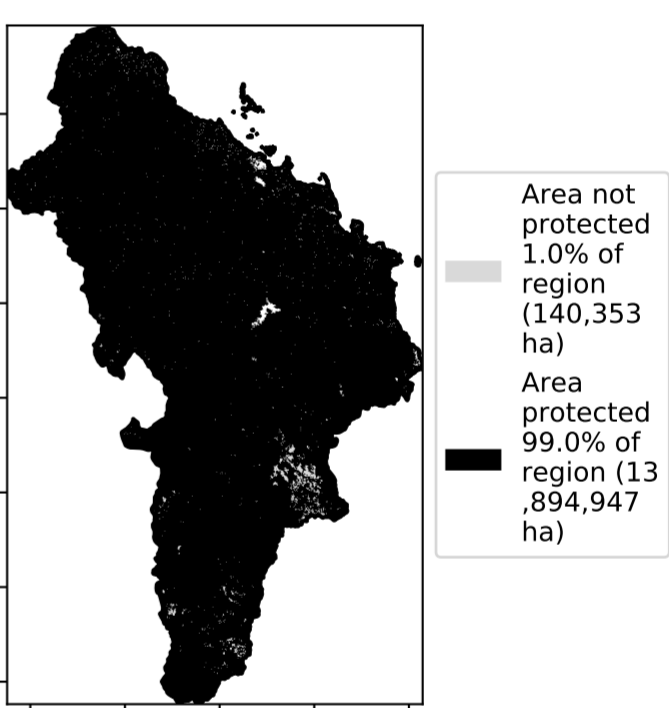 Area not
protected
1.0% of
region
(140,353
ha)
Area
protected
99.0% of
region (13
,894,947
ha)